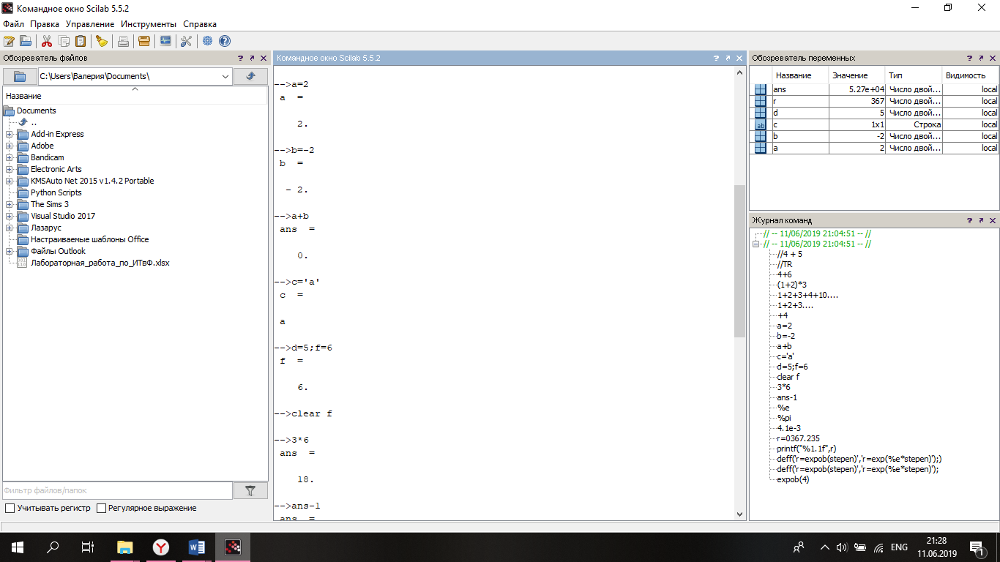 Командное окно Scilab 5.5.2
Файл Правка Управление Инструменты Справка
Обозреватель файлов
C:\Users\Валерия\Documents\
Название
Documents
..
Add-in Express
Adobe
Bandicam
Electronic Arts
KMSAuto Net 2015 v1.4.2 Portable
Python Scripts
The Sims 3
Visual Studio 2017
Лазарус
Настраиваемые шаблоны Office
Файлы Outlook
Лабораторная_работа_по_ИТвФ.xlsx
Фильтр файлов/папок
Учитывать регистр Регулярное выражение
Командное окно Scilab 5.5.2
-->a=2
a =
2.
-->b=-2
b =
- 2.
-->a+b
ans =
0.
-->c='a'
c =
a
-->d=5;f=6
f =
6.
-->clear f
-->3*6
ans =
18.
-->ans-1
ans =
Обозреватель переменных
Название Значение Тип Видимость
ans 5.27e+04 Число двой... local
r 367 Число двой... local
d 5 Число двой... local
ab c 1x1 Строка local
b -2 Число двой... local
a 2 Число двой... local
Журнал команд
// -- 11/06/2019 21:04:51 -- //
// -- 11/06/2019 21:04:51 -- //
//4 + 5
//TR
4+6
(1+2)*3
1+2+3+4+10....
1+2+3....
+4
a=2
b=-2
a+b
c='a'
d=5;f=6
clear f
3*6
ans-1
%e
%pi
4.1e-3
r=0367.235
printf("%1.1f",r)
deff('r=expob(stepen)','r=exp(%e*stepen)');)
deff('r=expob(stepen)','r=exp(%e*stepen)');
expob(4)
ENG
21:28
11.06.2019
1